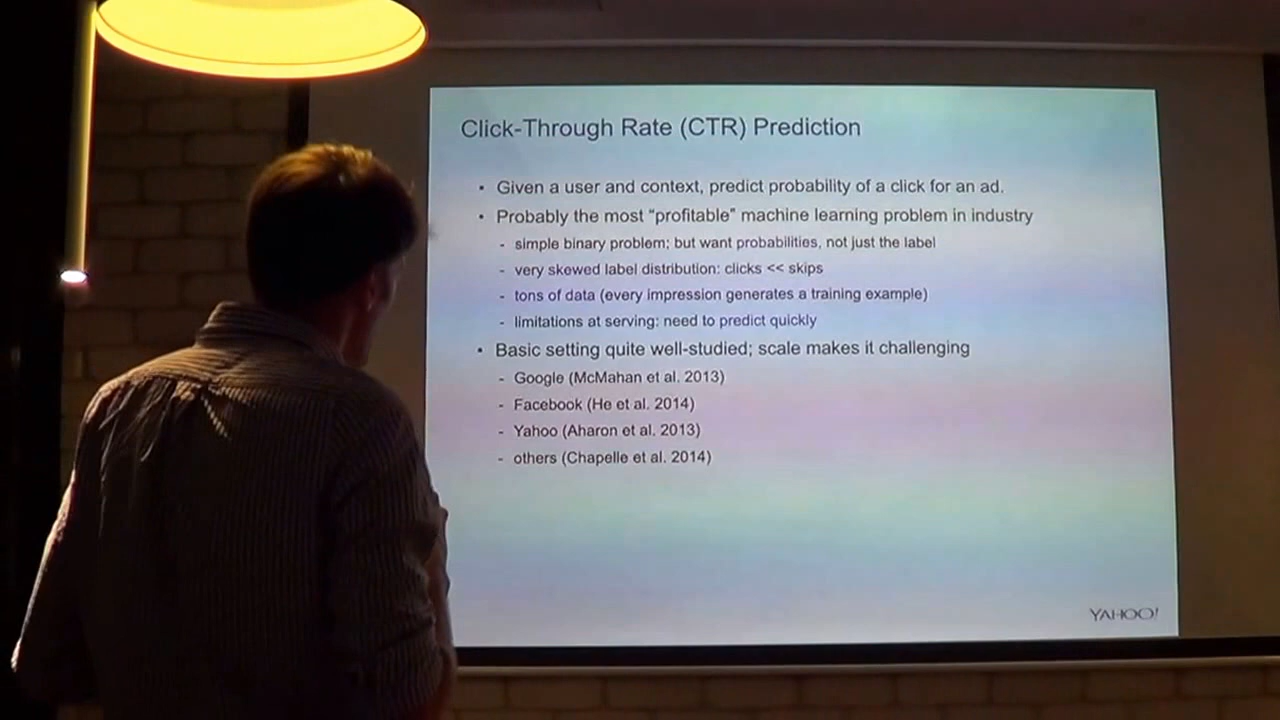 Click-Through Rate (CTR) Prediction
• Given a user and context, predict probability of a click for an ad.
• Probably the most “profitable” machine learning problem in industry
- simple binary problem; but want probabilities, not just the label
- very skewed label distribution: clicks << skips
- tons of data (every impression generates a training example)
- limitations at serving: need to predict quickly
• Basic setting quite well-studied; scale makes it challenging
- Google (McMahan et al. 2013)
- Facebook (He et al. 2014)
- Yahoo (Aharon et al. 2013)
- others (Chapelle et al. 2014)
YAHOO!